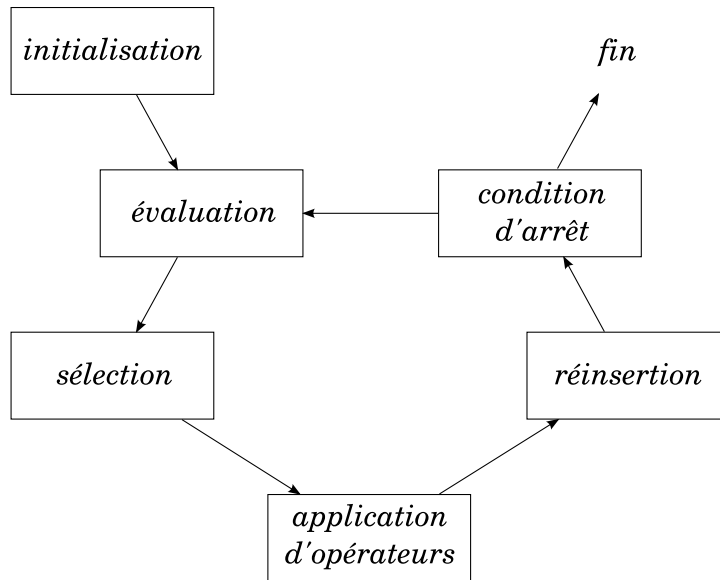 initialisation
fin
évaluation
condition
d'arrêt
sélection
réinsertion
application
d'opérateurs